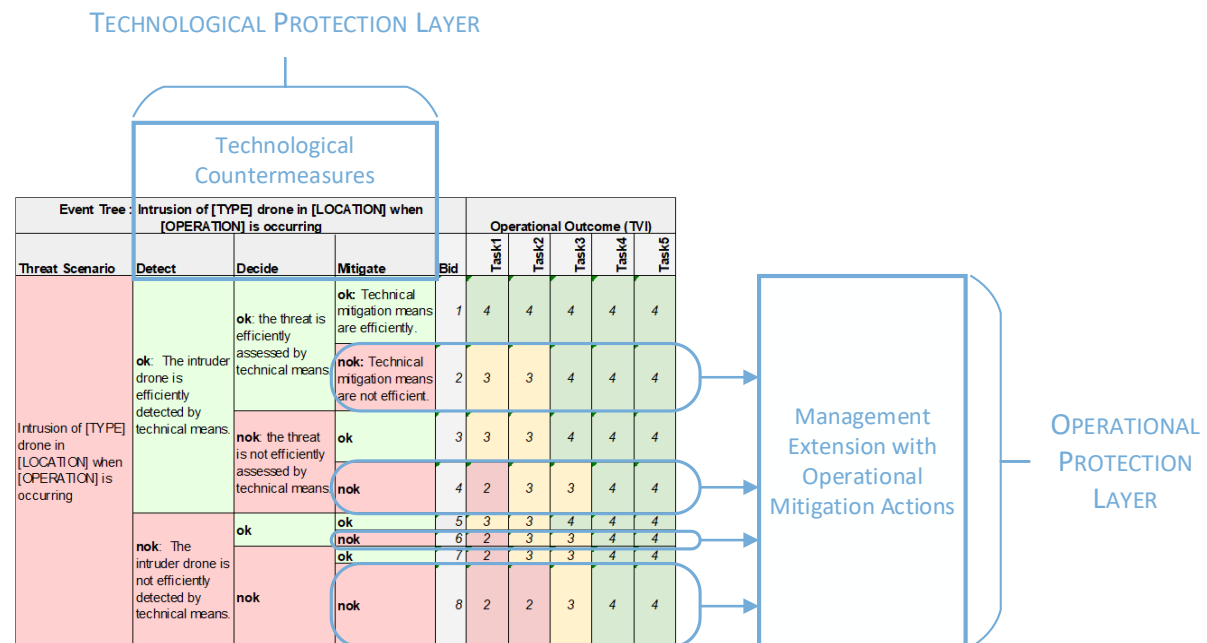 TECHNOLOGICAL PROTECTION LAYER
Technological
Countermeasures
Event Tree : Intrusion of [TYPE] drone in [LOCATION] when
[OPERATION] is occurring
Operational Outcome (TVI)
Threat Scenario Detect Decide Mitigate Bid Task1 Task2 Task3 Task4 Task5
Intrusion of [TYPE]
drone in
[LOCATION] when
[OPERATION] is
occurring
ok: The intruder
drone is
efficiently
detected by
technical means.
ok: the threat is
efficiently
assessed by
technical means
ok: Technical
mitigation means
are efficiently.
1 4 4 4 4 4
nok: Technical
mitigation means
are not efficient.
2 3 3 4 4 4
nok: the threat
is not efficiently
assessed by
technical means
ok
3 3 3 4 4 4
nok
4 2 3 3 4 4
nok: The
intruder drone is
not efficiently
detected by
technical means.
ok
ok
5 3 3 4 4 4
nok
6 2 3 3 4 4
nok
ok
7 2 3 3 4 4
nok
8 2 2 3 4 4
Management
Extension with
Operational
Mitigation Actions
OPERATIONAL
PROTECTION
LAYER